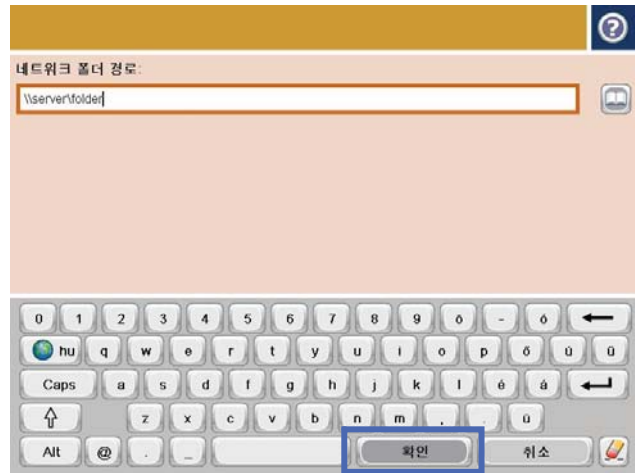 네트워크 폴더 경로:
\\server\folder
0 1 2 3 4 5 6 7 8 9 ö - ó
hu q w e r t y u i o p ő ú ü
Caps a s d f g h j k l é á
z x c v b n m . ü
Alt @ . _ 확인 취소